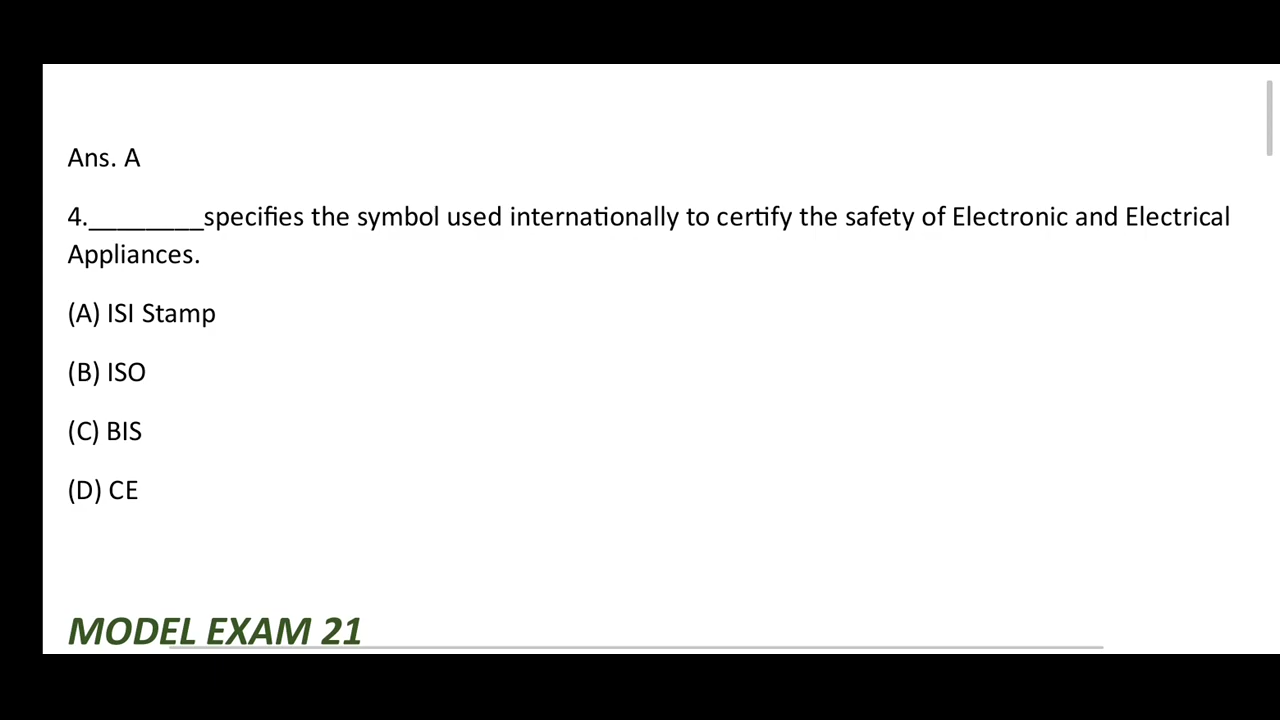 Ans. A
4.________specifies the symbol used internationally to certify the safety of Electronic and Electrical
Appliances.
(A) ISI Stamp
(B) ISO
(C) BIS
(D) CE
MODEL EXAM 21